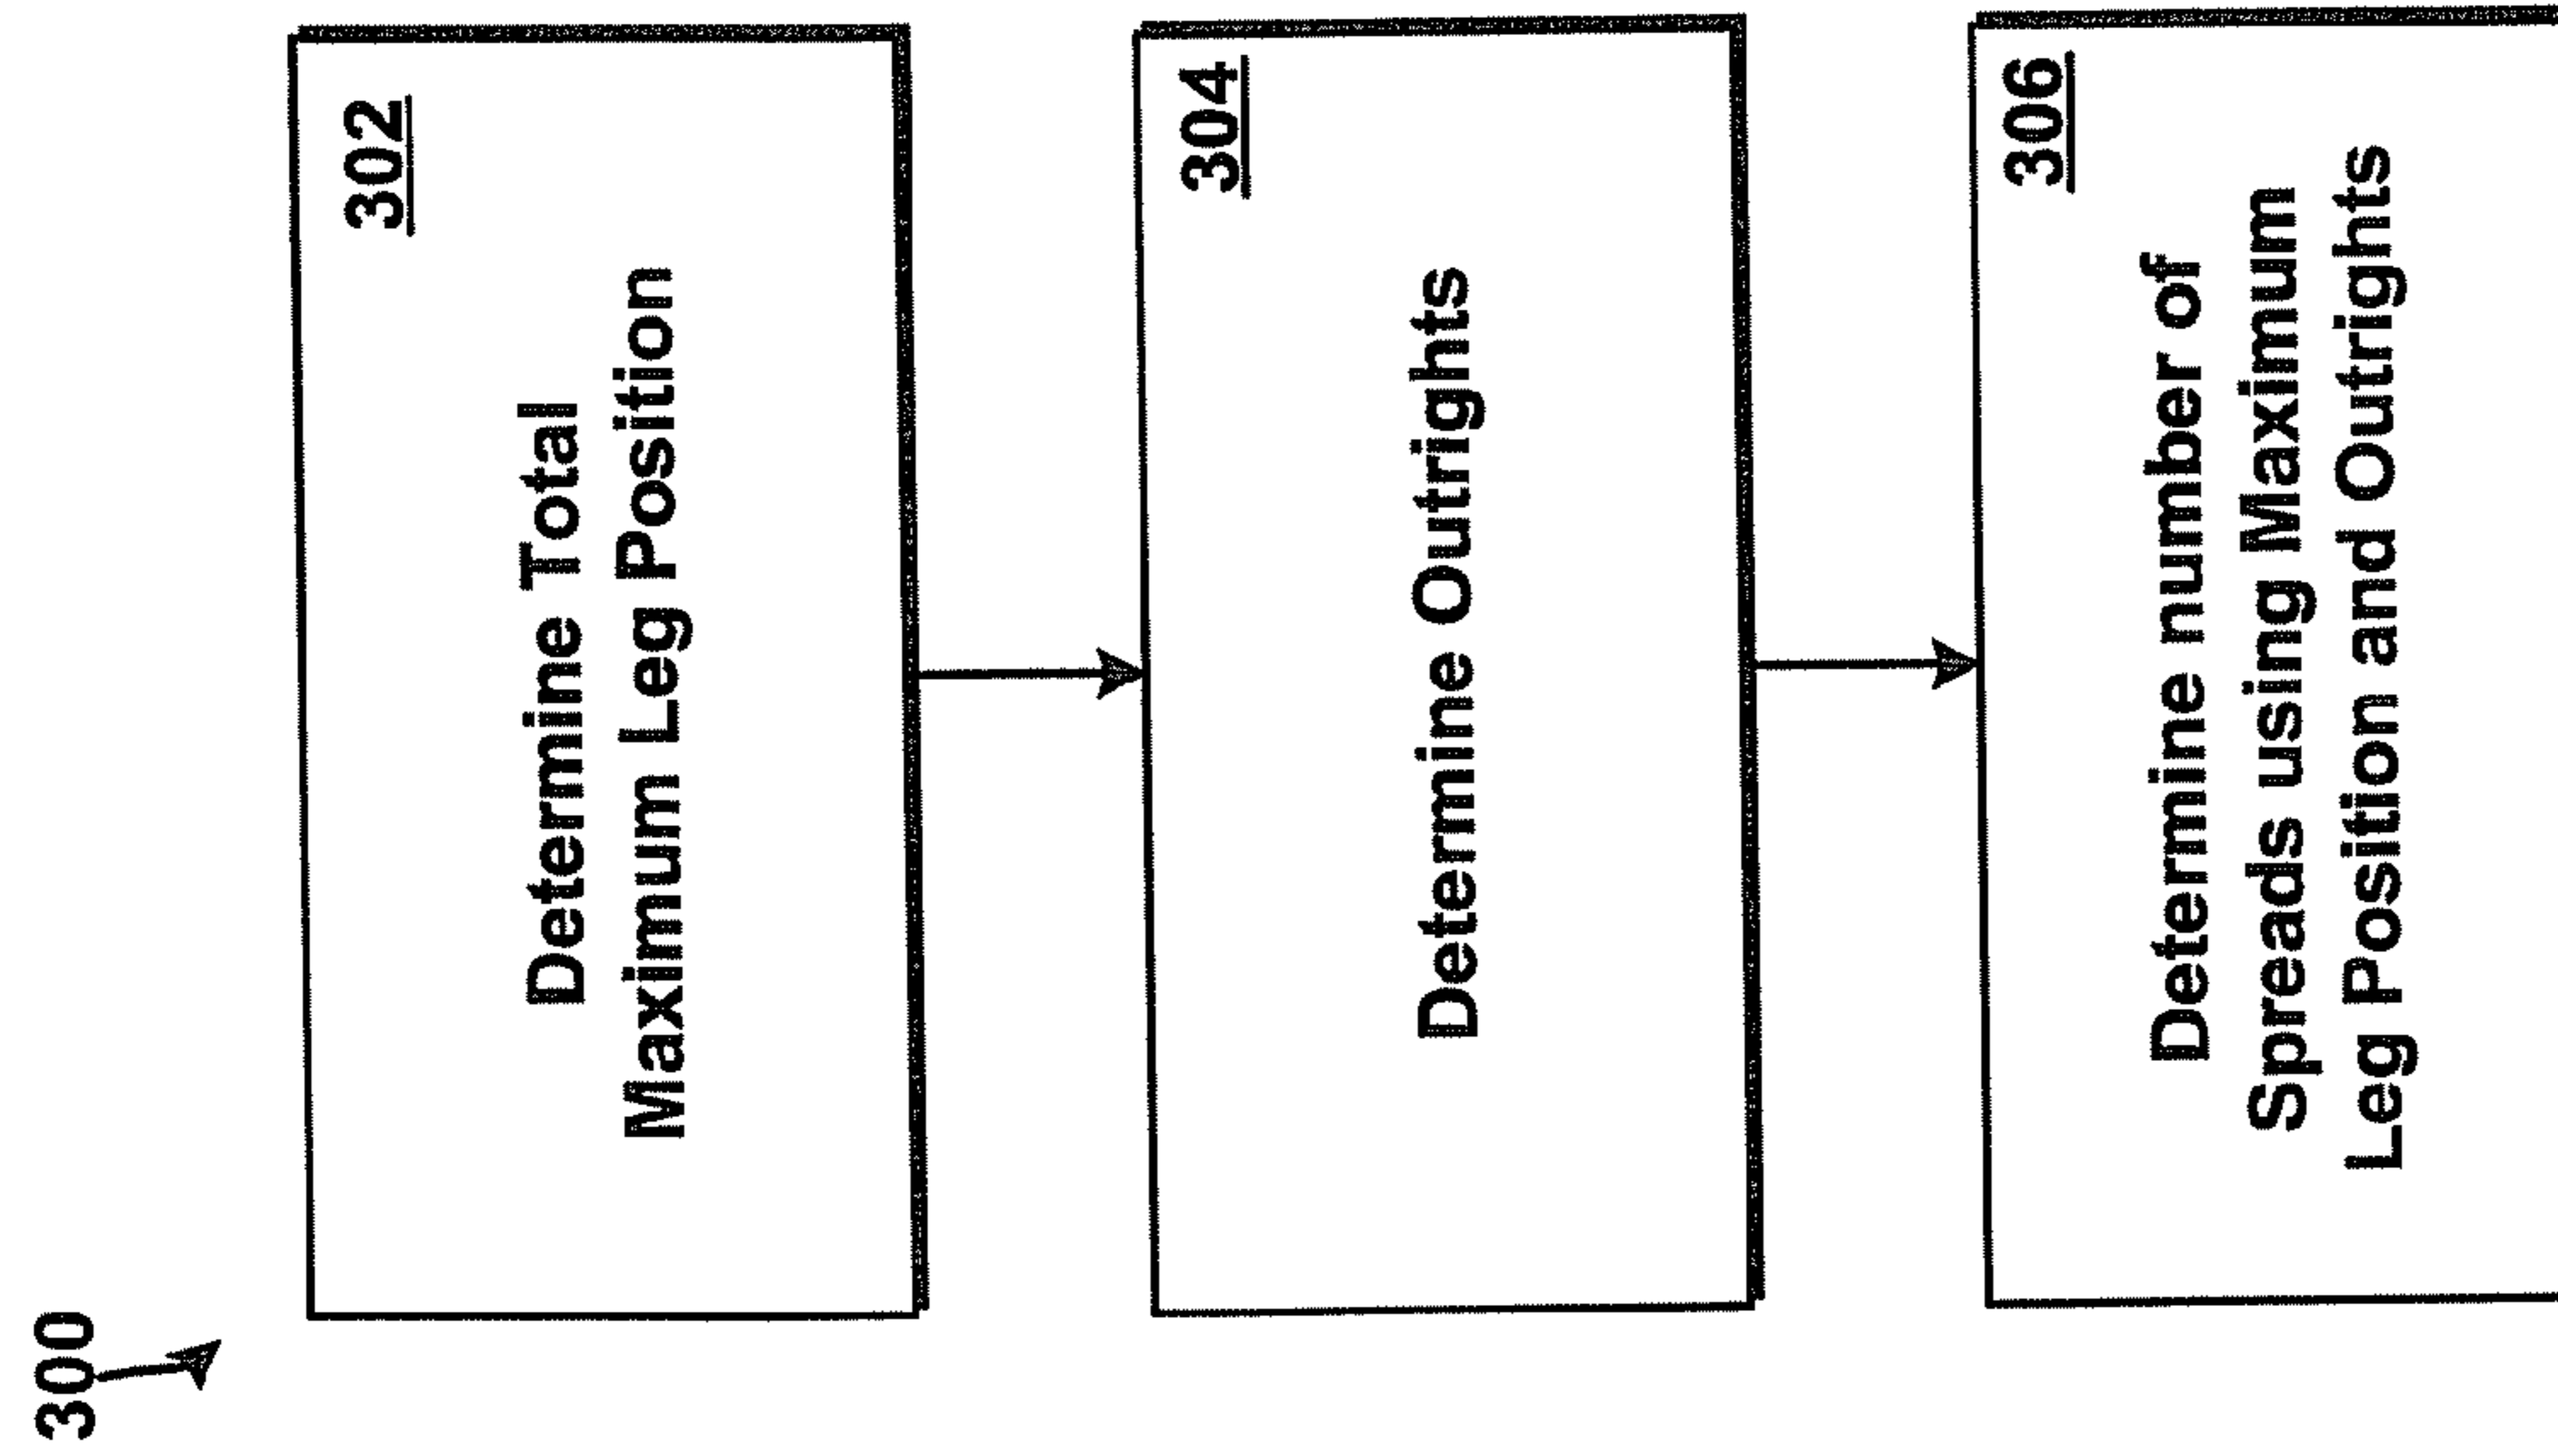 300
302
Determine Total
Maximum Leg Position
304
Determine Outrights
306
Determine number of
Spreads using Maximum
Leg Position and Outrights